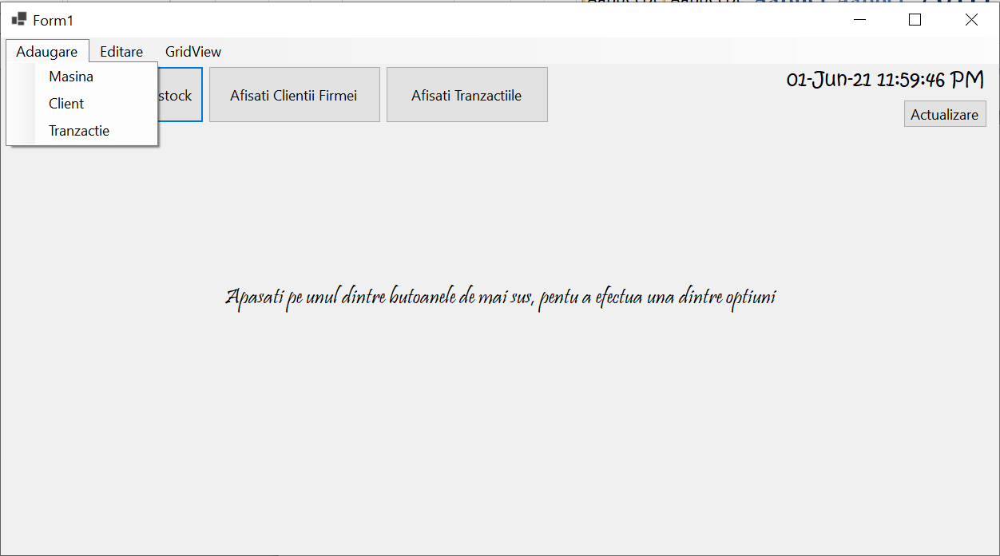 Form1
Adaugare Editare GridView
Masina
Client
Tranzactie
stock Afisati Clientii Firmei Afisati Tranzactiile
01-Jun-21 11:59:46 PM
Actualizare
Apasati pe unul dintre butoanele de mai sus, pentu a efectua una dintre optiuni